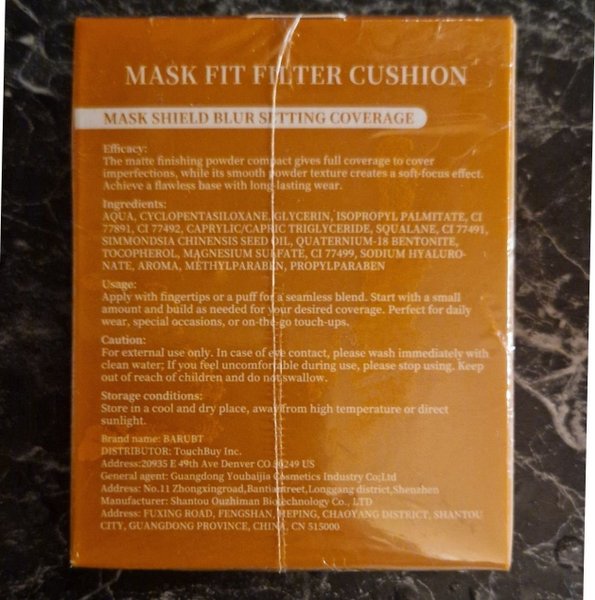 MASK FIT FILTER CUSHION
MASK SHIELD BLUR SETTING COVERAGE
Efficacy:
The matte finishing powder compact gives full coverage to cover
imperfections, while its smooth powder texture creates a soft-focus effect.
Achieve a flawless base with long-lasting wear.
Ingredients:
AQUA, CYCLOPENTASILOXANE, GLYCERIN, ISOPROPYL PALMITATE, CI
77891, CI 77492, CAPRYLIC/CAPRIC TRIGLYCERIDE, SQUALANE, CI 77491,
SIMMONDSIA CHINENSIS SEED OIL, QUATERNIUM-18 BENTONITE,
TOCOPHEROL, MAGNESIUM SULFATE, CI 77499, SODIUM HYALURO-
NATE, AROMA, METHYLPARABEN, PROPYLPARABEN
Usage:
Apply with fingertips or a puff for a seamless blend. Start with a small
amount and build as needed for your desired coverage. Perfect for daily
wear, special occasions, or on-the-go touch-ups.
Caution:
For external use only. In case of eye contact, please wash immediately with
clean water; If you feel uncomfortable during use, please stop using. Keep
out of reach of children and do not swallow.
Storage conditions:
Store in a cool and dry place, away from high temperature or direct
sunlight.
Brand name: BARUBT
DISTRIBUTOR: TouchBuy Inc.
Address:20935 E 49th Ave Denver CO 80249 US
General agent: Guangdong Youbaijia Cosmetics Industry Co;Ltd
Address: No.11 Zhongxingroad,Bantianstreet,Longgang district,Shenzhen
Manufacturer: Shantou Ouzhiman Biotechnology Co., LTD
Address: FUXING ROAD, FENGSHAN, HEPING, CHAOYANG DISTRICT, SHANTOU
CITY, GUANGDONG PROVINCE, CHINA, CN 515000